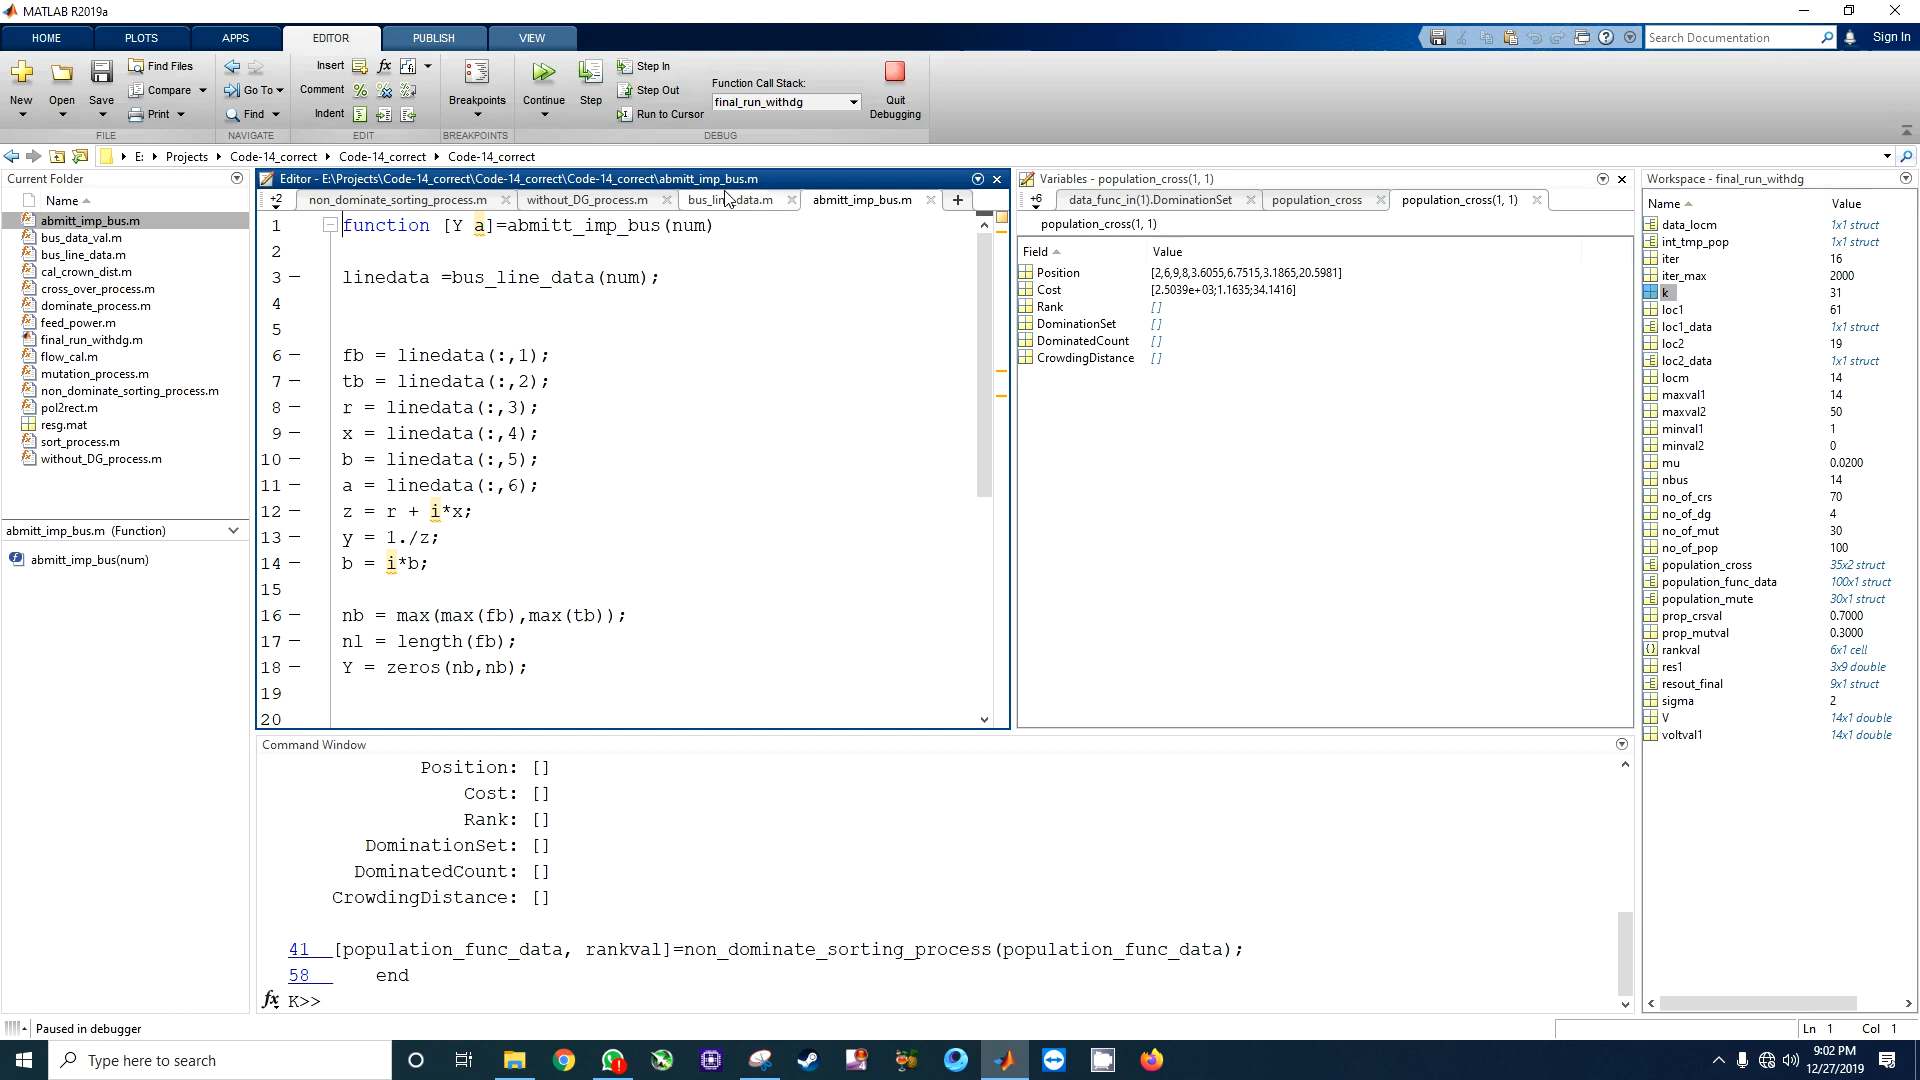 MATLAB R2019a
HOME PLOTS APPS EDITOR PUBLISH VIEW
Search Documentation
Sign In
New Open Save
Find Files
Compare
Print
FILE
Go To
Find
NAVIGATE
Insert
Comment
Indent
EDIT
Breakpoints
BREAKPOINTS
Continue
Step
Step In
Step Out
Run to Cursor
Function Call Stack:
final_run_withdg
Quit Debugging
DEBUG
E: Projects Code-14_correct Code-14_correct Code-14_correct
Current Folder
Name
abmitt_imp_bus.m
bus_data_val.m
bus_line_data.m
cal_crown_dist.m
cross_over_process.m
dominate_process.m
feed_power.m
final_run_withdg.m
flow_cal.m
mutation_process.m
non_dominate_sorting_process.m
pol2rect.m
resg.mat
sort_process.m
without_DG_process.m
abmitt_imp_bus.m (Function)
abmitt_imp_bus(num)
Editor - E:\Projects\Code-14_correct\Code-14_correct\Code-14_correct\abmitt_imp_bus.m
+2 non_dominate_sorting_process.m without_DG_process.m bus_line_data.m abmitt_imp_bus.m
1 function [Y a]=abmitt_imp_bus(num)
2
3 – linedata =bus_line_data(num);
4
5
6 – fb = linedata(:,1);
7 – tb = linedata(:,2);
8 – r = linedata(:,3);
9 – x = linedata(:,4);
10 – b = linedata(:,5);
11 – a = linedata(:,6);
12 – z = r + i*x;
13 – y = 1./z;
14 – b = i*b;
15
16 – nb = max(max(fb),max(tb));
17 – nl = length(fb);
18 – Y = zeros(nb,nb);
19
20
Variables - population_cross(1, 1)
+6 data_func_in(1).DominationSet population_cross population_cross(1, 1)
population_cross(1, 1)
Field Value
Position [2,6,9,8,3.6055,6.7515,3.1865,20.5981]
Cost [2.5039e+03;1.1635;34.1416]
Rank []
DominationSet []
DominatedCount []
CrowdingDistance []
Workspace - final_run_withdg
Name Value
data_locm 1x1 struct
int_tmp_pop 1x1 struct
iter 16
iter_max 2000
k 31
loc1 61
loc1_data 1x1 struct
loc2 19
loc2_data 1x1 struct
locm 14
maxval1 14
maxval2 50
minval1 1
minval2 0
mu 0.0200
nbus 14
no_of_crs 70
no_of_dg 4
no_of_mut 30
no_of_pop 100
population_cross 35x2 struct
population_func_data 100x1 struct
population_mute 30x1 struct
prop_crsval 0.7000
prop_mutval 0.3000
rankval 6x1 cell
res1 3x9 double
resout_final 9x1 struct
sigma 2
V 14x1 double
voltval1 14x1 double
Command Window
Position: []
Cost: []
Rank: []
DominationSet: []
DominatedCount: []
CrowdingDistance: []
41 [population_func_data, rankval]=non_dominate_sorting_process(population_func_data);
58 end
fx K>>
Paused in debugger
Ln 1 Col 1
Type here to search
9:02 PM
12/27/2019